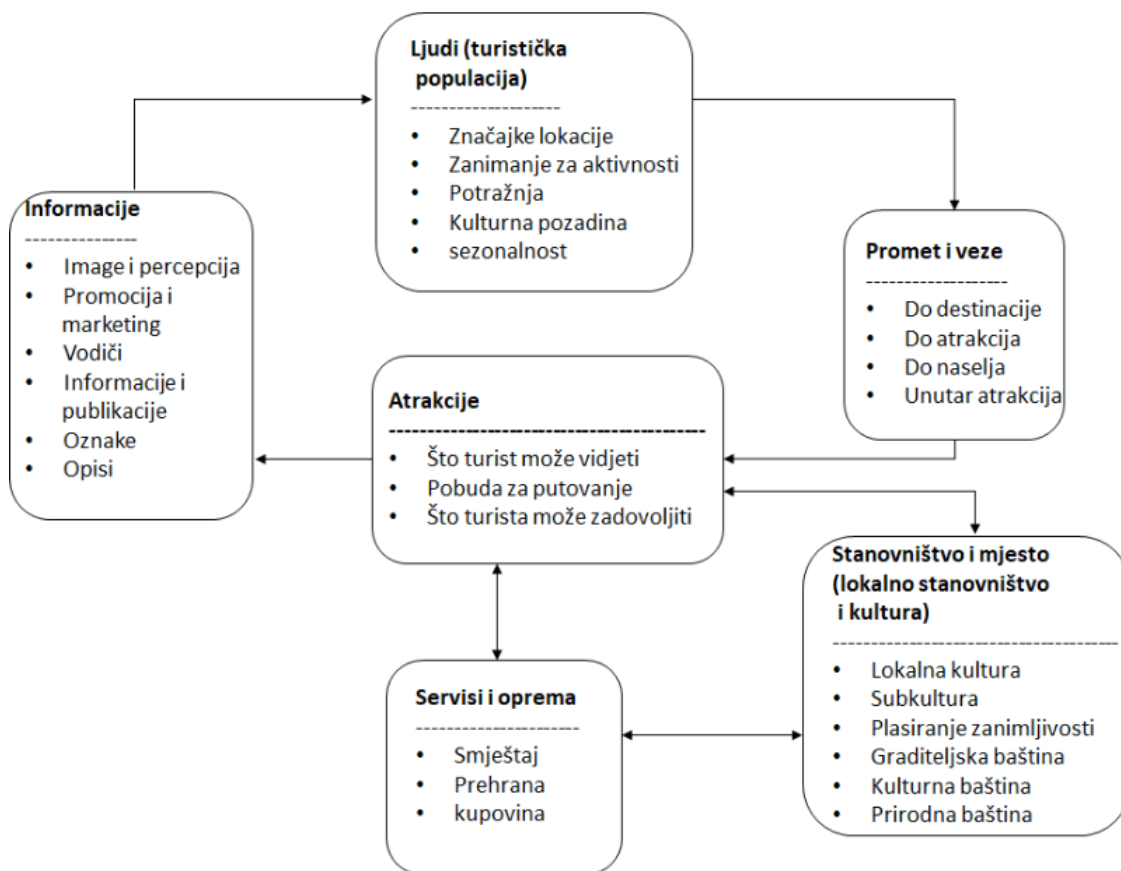 Ljudi (turistička
populacija)
--------------------
• Značajke lokacije
• Zanimanje za aktivnosti
• Potražnja
• Kulturna pozadina
• sezonalnost
Informacije
---------------
• Image i percepcija
• Promocija i
marketing
• Vodiči
• Informacije i
publikacije
• Oznake
• Opisi
Promet i veze
-------------------
• Do destinacije
• Do atrakcija
• Do naselja
• Unutar atrakcija
Atrakcije
------------------------------------------
• Što turist može vidjeti
• Pobuda za putovanje
• Što turista može zadovoljiti
Stanovništvo i mjesto
(lokalno stanovništvo
i kultura)
--------------------------------------
• Lokalna kultura
• Subkultura
• Plasiranje zanimljivosti
• Graditeljska baština
• Kulturna baština
• Prirodna baština
Servisi i oprema
----------------------
• Smještaj
• Prehrana
• kupovina